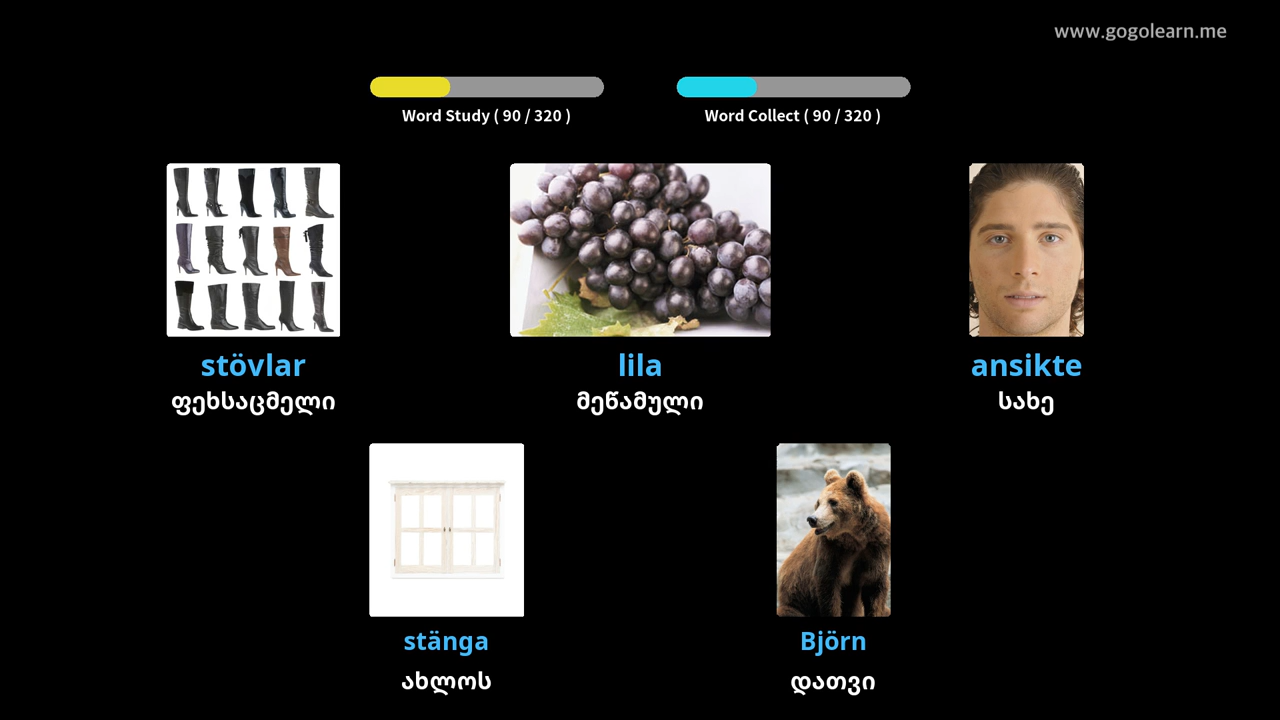 www.gogolearn.me
Word Study ( 90 / 320 )
Word Collect ( 90 / 320 )
stövlar
ფეხსაცმელი
lila
მეწამული
ansikte
სახე
stänga
ახლოს
Björn
დათვი